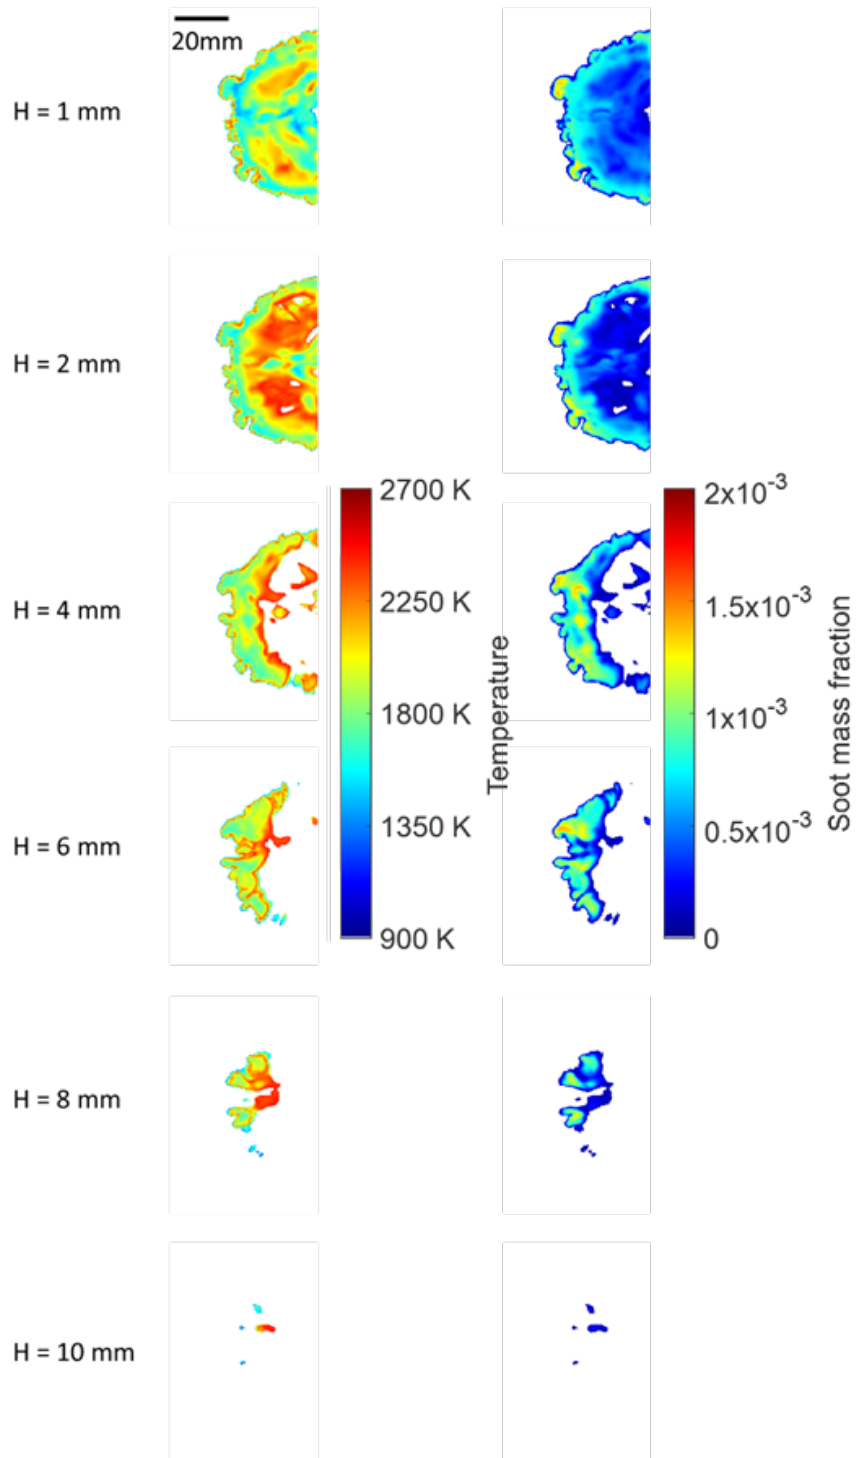 20mm
H = 1 mm
H = 2 mm
2700 K
2x10-3
2250 K
1.5x10-3
H = 4 mm
1800 K
1x10-3
Temperature
Soot mass fraction
1350 K
0.5x10-3
H = 6 mm
900 K
0
H = 8 mm
H = 10 mm